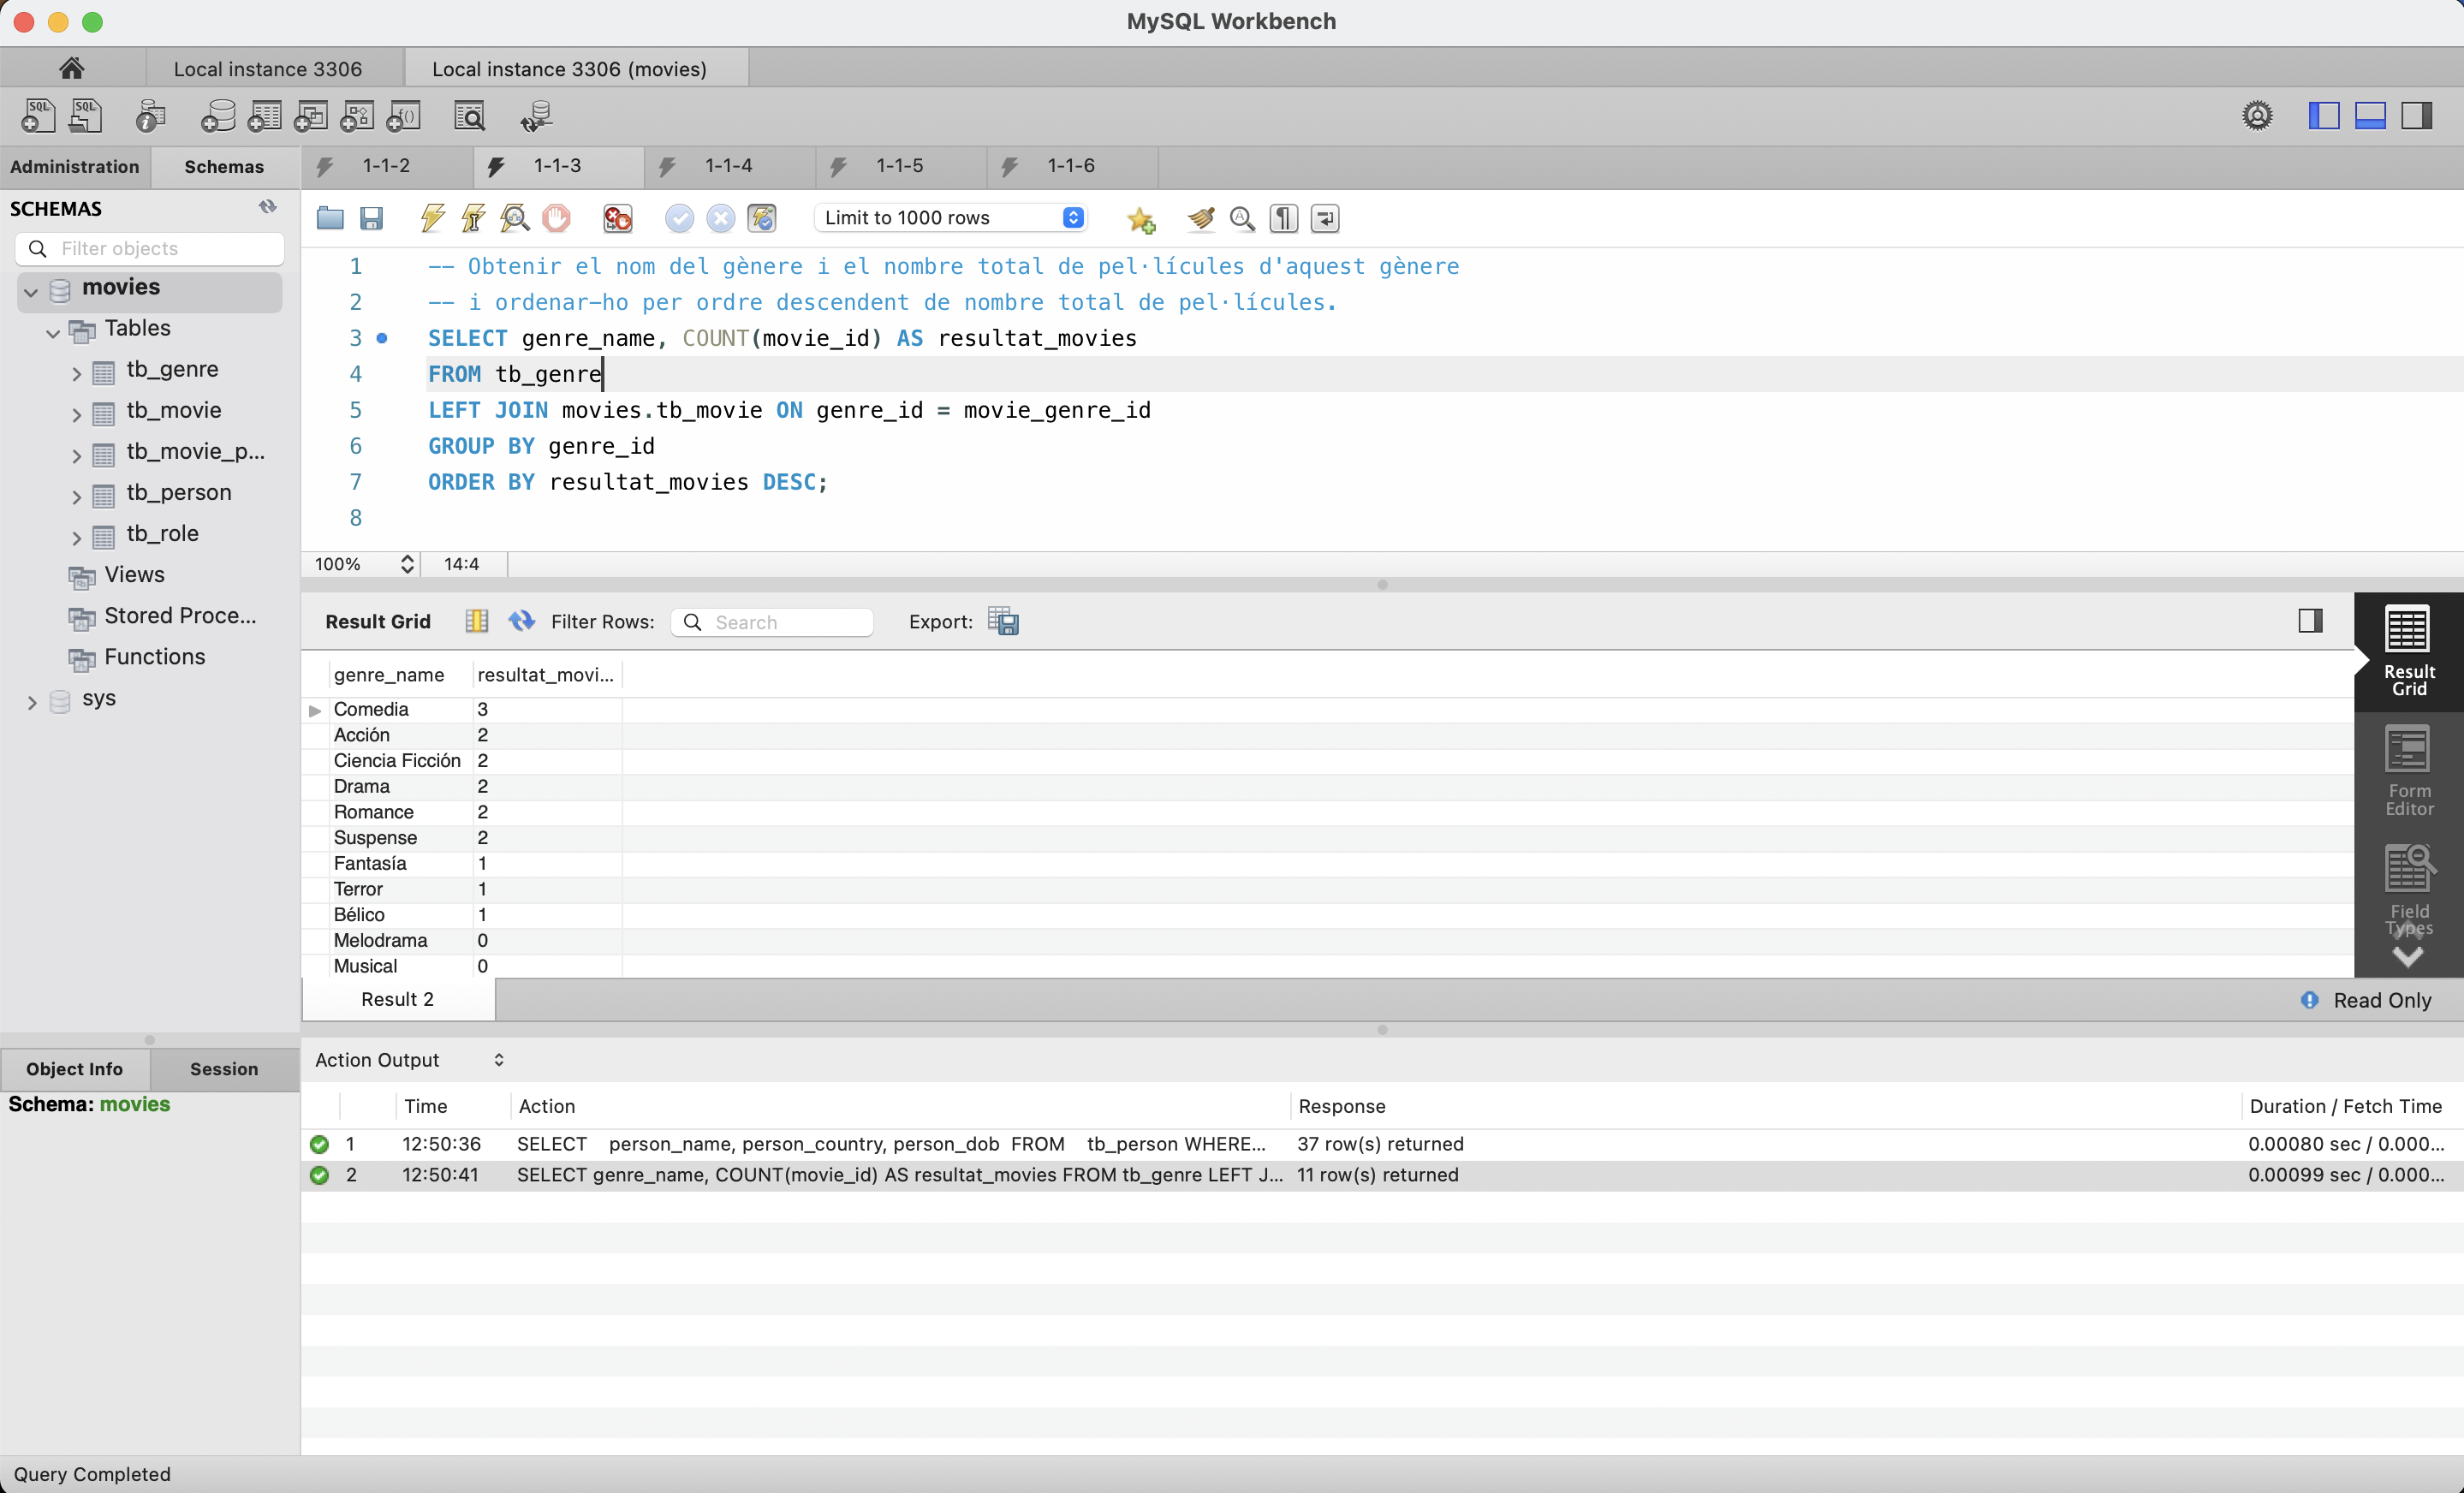 MySQL Workbench
Local instance 3306
Local instance 3306 (movies)
SQL
SQL
f()
Administration
Schemas
1-1-2
1-1-3
1-1-4
1-1-5
1-1-6
SCHEMAS
Filter objects
movies
Tables
tb_genre
tb_movie
tb_movie_p...
tb_person
tb_role
Views
Stored Proce...
Functions
sys
Limit to 1000 rows
1 -- Obtenir el nom del gènere i el nombre total de pel·lícules d'aquest gènere
2 -- i ordenar-ho per ordre descendent de nombre total de pel·lícules.
3 SELECT genre_name, COUNT(movie_id) AS resultat_movies
4 FROM tb_genre
5 LEFT JOIN movies.tb_movie ON genre_id = movie_genre_id
6 GROUP BY genre_id
7 ORDER BY resultat_movies DESC;
8
100% 14:4
Result Grid Filter Rows: Search Export:
genre_name resultat_movi...
Comedia 3
Acción 2
Ciencia Ficción 2
Drama 2
Romance 2
Suspense 2
Fantasía 1
Terror 1
Bélico 1
Melodrama 0
Musical 0
Result
Grid
Form
Editor
Field
Types
Result 2
Read Only
Object Info
Session
Schema: movies
Action Output
Time Action Response Duration / Fetch Time
1 12:50:36 SELECT person_name, person_country, person_dob FROM tb_person WHERE... 37 row(s) returned 0.00080 sec / 0.000...
2 12:50:41 SELECT genre_name, COUNT(movie_id) AS resultat_movies FROM tb_genre LEFT J... 11 row(s) returned 0.00099 sec / 0.000...
Query Completed